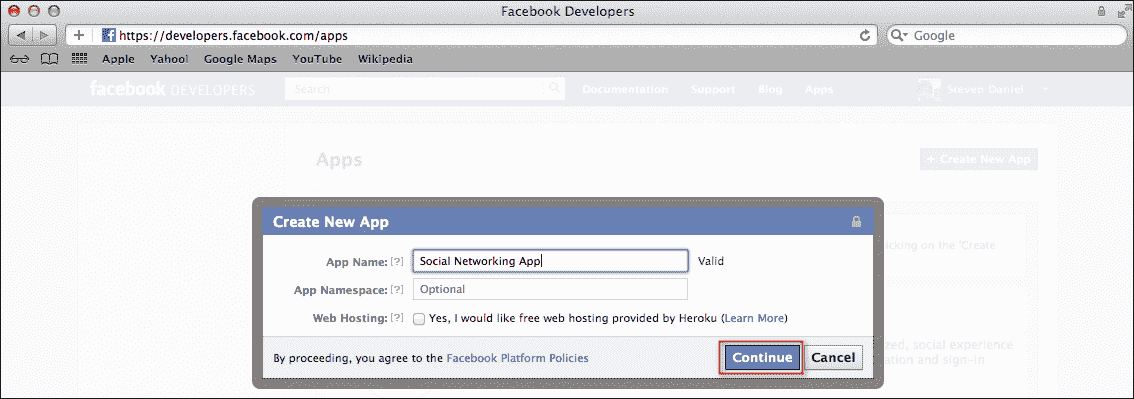 Facebook Developers
https://developers.facebook.com/apps
Google
Apple Yahoo! Google Maps YouTube Wikipedia
facebook DEVELOPERS Search Documentation Support Blog Apps Steven Daniel
Apps
+ Create New App
Create New App
icking on the 'Create
App Name: [?] Social Networking App Valid
App Namespace: [?] Optional
Web Hosting: [?] Yes, I would like free web hosting provided by Heroku (Learn More)
zed, social experience
By proceeding, you agree to the Facebook Platform Policies Continue Cancel
ation and sign-in